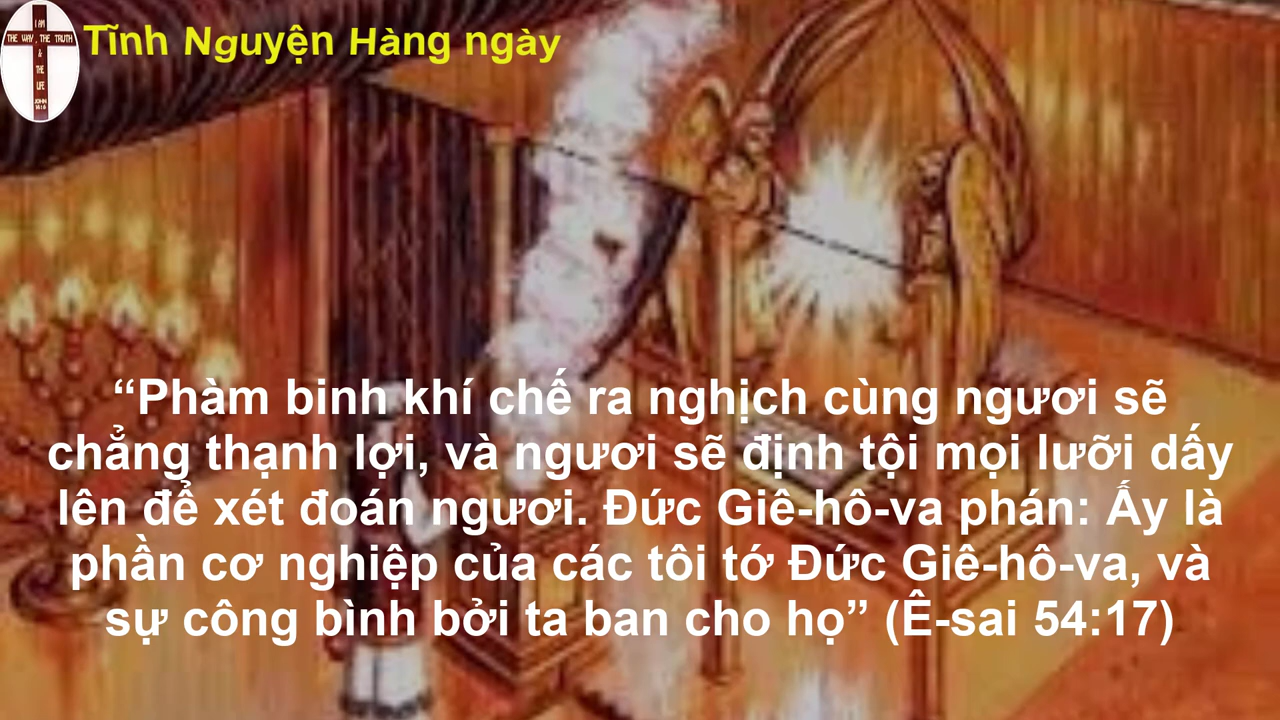 I AM
THE WAY, THE TRUTH
&
THE
LIFE
JOHN
14:6
Tĩnh Nguyện Hàng ngày
“Phàm binh khí chế ra nghịch cùng ngươi sẽ
chẳng thạnh lợi, và ngươi sẽ định tội mọi lưỡi dấy
lên để xét đoán ngươi. Đức Giê-hô-va phán: Ấy là
phần cơ nghiệp của các tôi tớ Đức Giê-hô-va, và
sự công bình bởi ta ban cho họ” (Ê-sai 54:17)